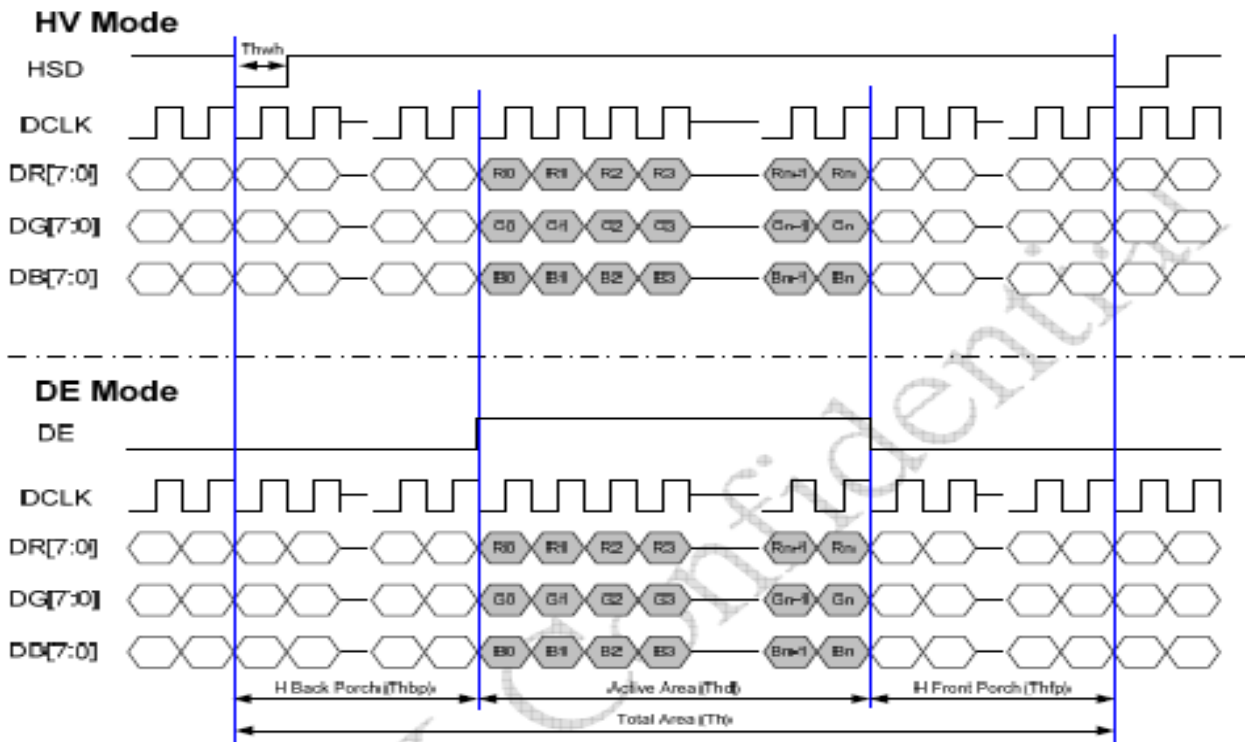 HV Mode
Thwh
HSD
DCLK
DR[7:0]
R0 R1 R2 R3 Rn-1 Rn
DG[7:0]
G0 G1 G2 G3 Gn-1 Gn
DB[7:0]
B0 B1 B2 B3 Bn-1 Bn
DE Mode
DE
DCLK
DR[7:0]
R0 R1 R2 R3 Rn-1 Rn
DG[7:0]
G0 G1 G2 G3 Gn-1 Gn
DB[7:0]
B0 B1 B2 B3 Bn-1 Bn
H Back Porch (Thbp) Active Area (Thd) H Front Porch (Thfp)
Total Area (Th)
Confidential